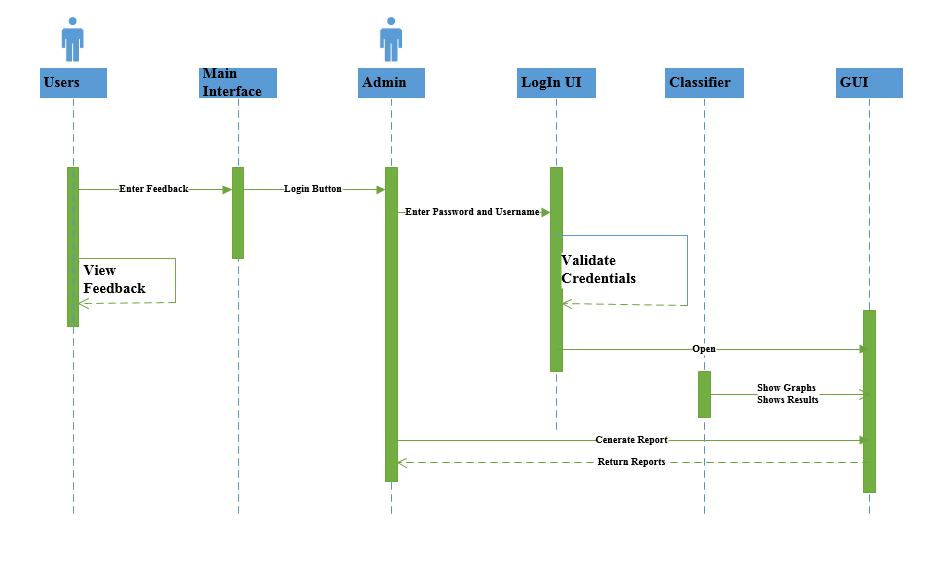 Users
Main
Interface
Admin
LogIn UI
Classifier
GUI
Enter Feedback
Login Button
Enter Password and Username
View
Feedback
Validate
Credentials
Open
Show Graphs
Shows Results
Cenerate Report
Return Reports